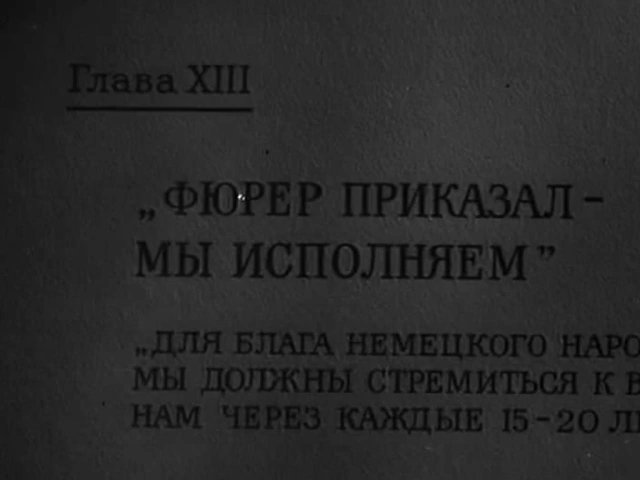 Глава XIII
„ФЮРЕР ПРИКАЗАЛ –
МЫ ИСПОЛНЯЕМ”
„ДЛЯ БЛАГА НЕМЕЦКОГО
МЫ ДОЛЖНЫ СТРЕМИТЬСЯ К
НАМ ЧЕРЕЗ КАЖДЫЕ 15-20